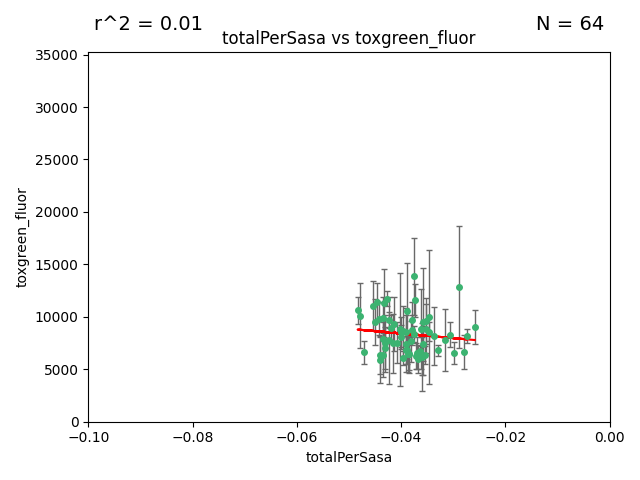 r^2 = 0.01
N = 64
totalPerSasa vs toxgreen_fluor
35000
30000
25000
20000
15000
10000
5000
0
toxgreen_fluor
−0.10
−0.08
−0.06
−0.04
−0.02
0.00
totalPerSasa